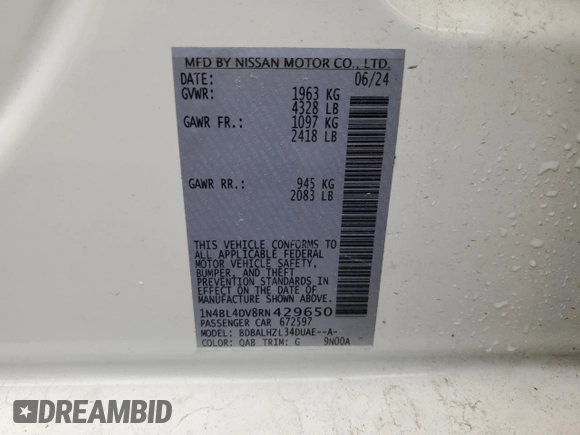 MFD BY NISSAN MOTOR CO., LTD.
DATE: 06/24
GVWR: 1963 KG
4328 LB
GAWR FR.: 1097 KG
2418 LB
GAWR RR.: 945 KG
2083 LB
THIS VEHICLE CONFORMS TO
ALL APPLICABLE FEDERAL
MOTOR VEHICLE SAFETY,
BUMPER, AND THEFT
PREVENTION STANDARDS IN
EFFECT ON THE DATE OF
MANUFACTURE SHOWN ABOVE.
1N4BL4DV8RN429650
PASSENGER CAR 672597
MODEL: BDBALHZL34DUAE--A-
COLOR: QAB TRIM: G 9N00A
DREAMBID